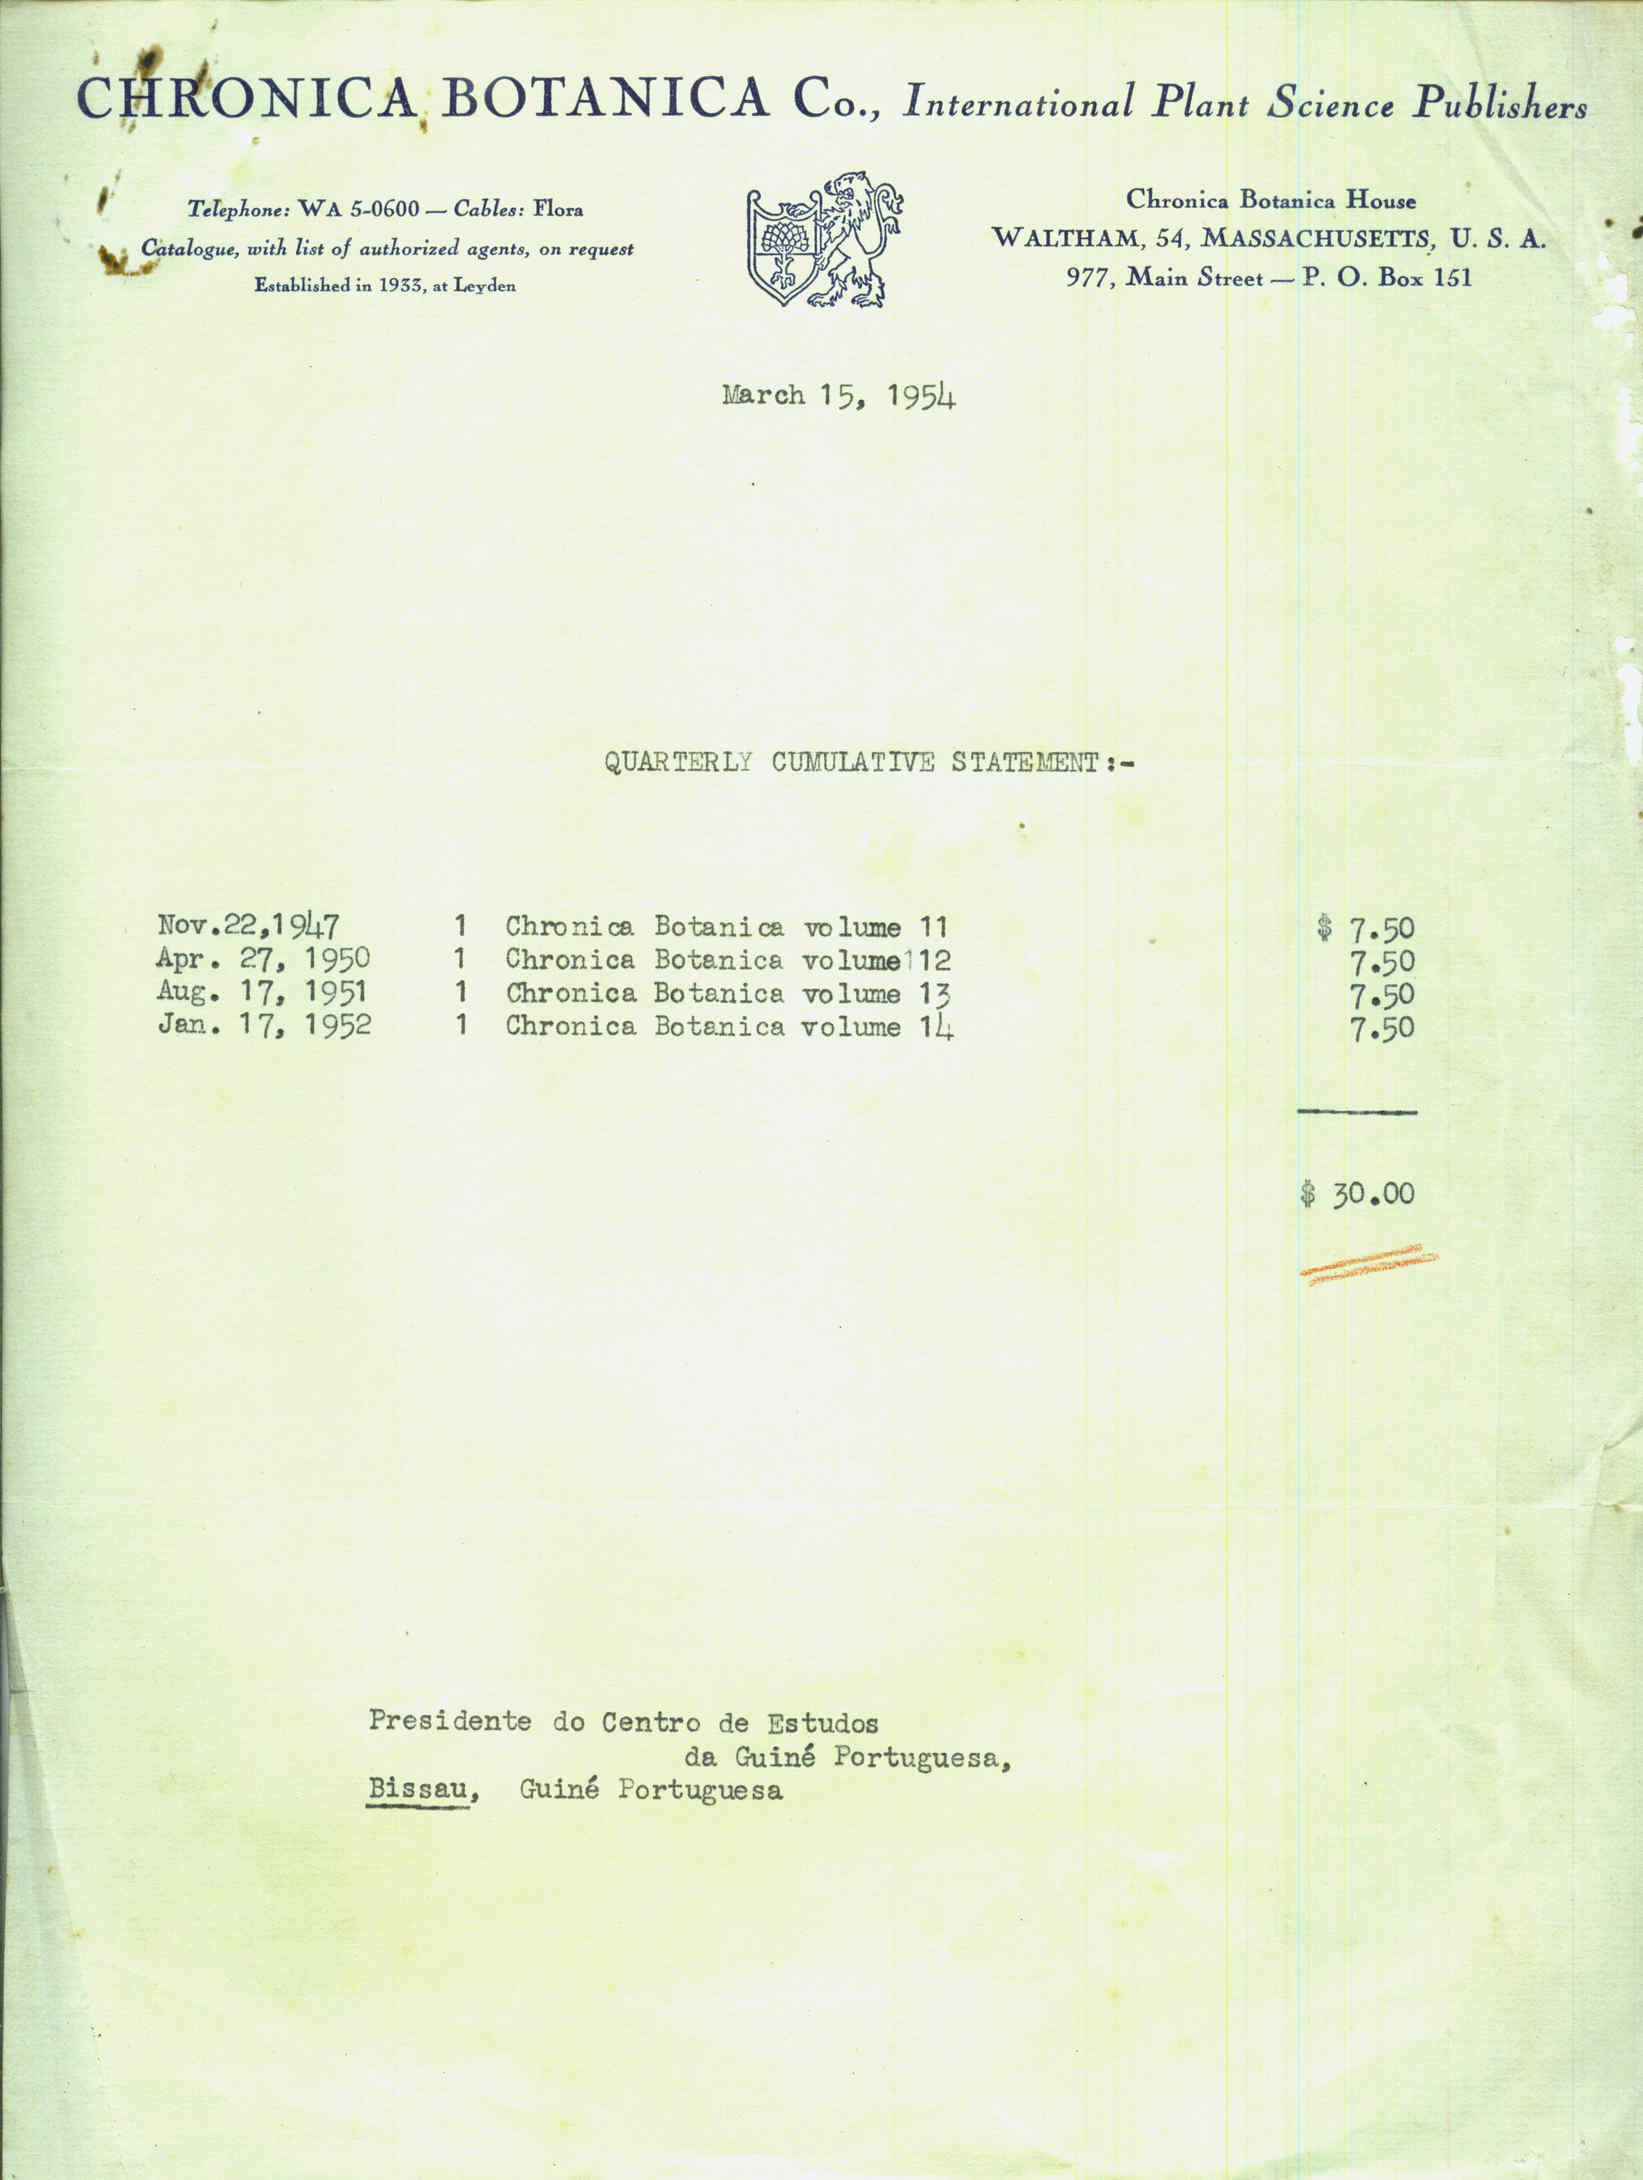 CHRONICA BOTANICA Co., International Plant Science Publishers
Telephone: WA 5-0600 — Cables: Flora
Catalogue, with list of authorized agents, on request
Established in 1933, at Leyden
Chronica Botanica House
WALTHAM, 54, MASSACHUSETTS, U. S. A.
977, Main Street — P. O. Box 151
March 15, 1954
QUARTERLY CUMULATIVE STATEMENT:-
Nov.22,1947 1 Chronica Botanica volume 11 $ 7.50
Apr. 27, 1950 1 Chronica Botanica volume112 7.50
Aug. 17, 1951 1 Chronica Botanica volume 13 7.50
Jan. 17, 1952 1 Chronica Botanica volume 14 7.50
$ 30.00
Presidente do Centro de Estudos
da Guiné Portuguesa,
Bissau, Guiné Portuguesa